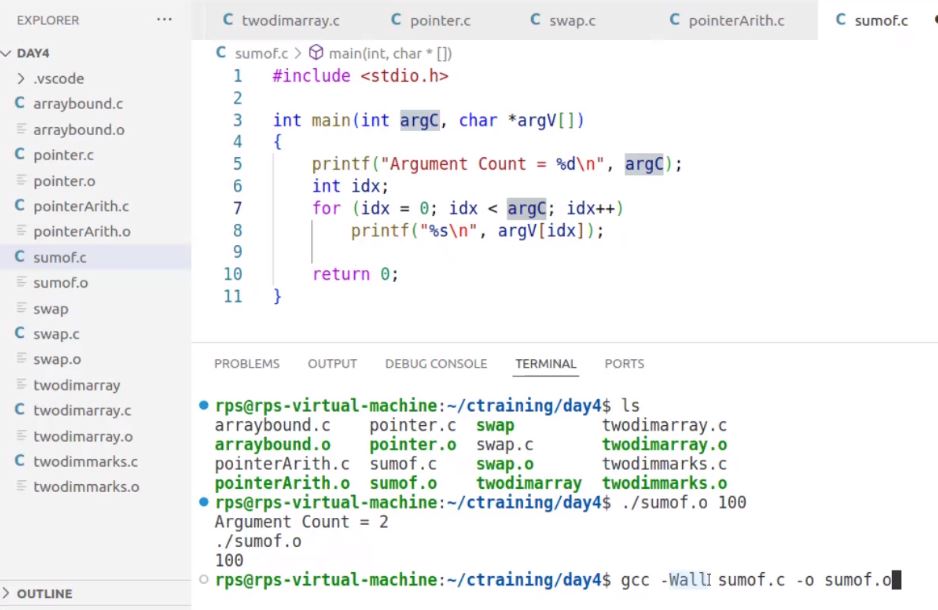 EXPLORER ...
DAY4
.vscode
C arraybound.c
arraybound.o
C pointer.c
pointer.o
C pointerArith.c
pointerArith.o
C sumof.c
sumof.o
swap
C swap.c
swap.o
twodimarray
C twodimarray.c
twodimarray.o
C twodimmarks.c
twodimmarks.o
OUTLINE
C twodimarray.c C pointer.c C swap.c C pointerArith.c C sumof.c
C sumof.c > main(int, char * [])
1 #include <stdio.h>
2
3 int main(int argC, char *argV[])
4 {
5 printf("Argument Count = %d\n", argC);
6 int idx;
7 for (idx = 0; idx < argC; idx++)
8 printf("%s\n", argV[idx]);
9
10 return 0;
11 }
PROBLEMS OUTPUT DEBUG CONSOLE TERMINAL PORTS
rps@rps-virtual-machine:~/ctraining/day4$ ls
arraybound.c pointer.c swap twodimarray.c
arraybound.o pointer.o swap.c twodimarray.o
pointerArith.c sumof.c swap.o twodimmarks.c
pointerArith.o sumof.o twodimarray twodimmarks.o
rps@rps-virtual-machine:~/ctraining/day4$ ./sumof.o 100
Argument Count = 2
./sumof.o
100
rps@rps-virtual-machine:~/ctraining/day4$ gcc -Wall sumof.c -o sumof.o